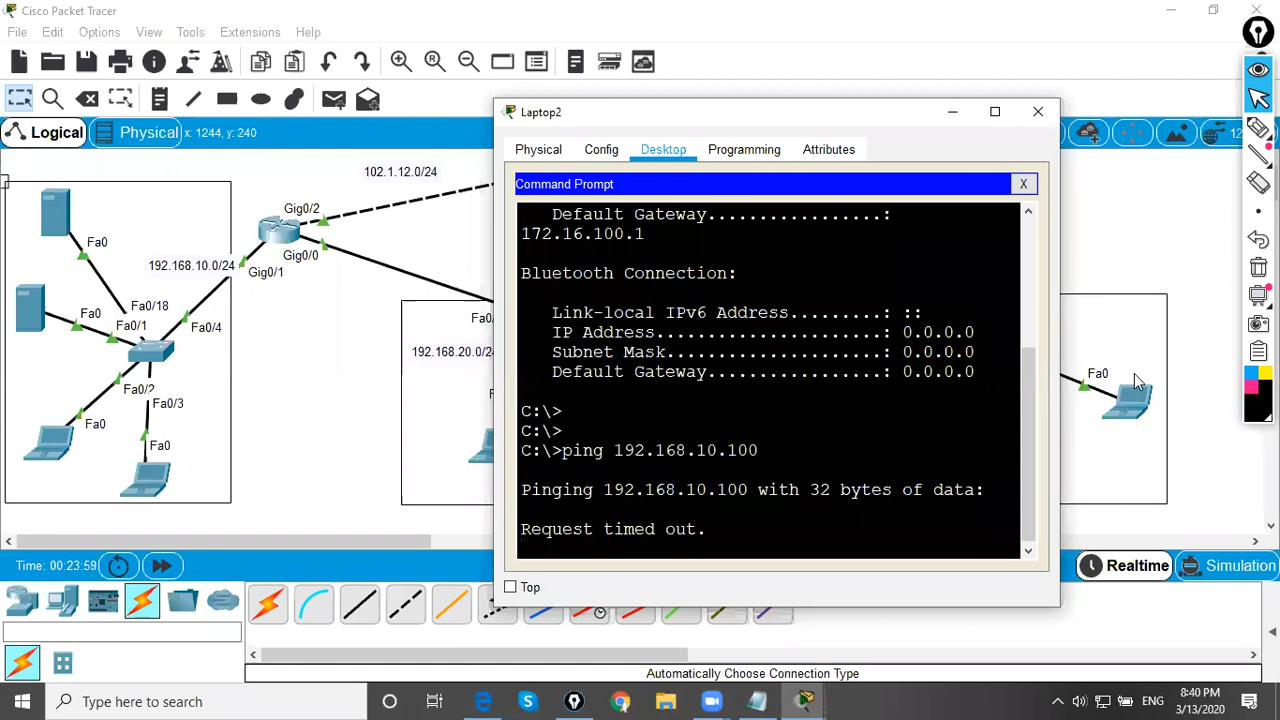 Cisco Packet Tracer
File Edit Options View Tools Extensions Help
Logical Physical x: 1244, y: 240
Laptop2
Physical Config Desktop Programming Attributes
Command Prompt X
Default Gateway.................:
172.16.100.1
Bluetooth Connection:
Link-local IPv6 Address.........: ::
IP Address......................: 0.0.0.0
Subnet Mask.....................: 0.0.0.0
Default Gateway.................: 0.0.0.0
C:\>
C:\>
C:\>ping 192.168.10.100
Pinging 192.168.10.100 with 32 bytes of data:
Request timed out.
Top
102.1.12.0/24
Gig0/2
Gig0/0
Gig0/1
192.168.10.0/24
Fa0
Fa0/18
Fa0
Fa0/1
Fa0/4
Fa0/2
Fa0/3
Fa0
Fa0
192.168.20.0/24
Fa0
Time: 00:23:59
Realtime Simulation
Automatically Choose Connection Type
Type here to search
ENG
8:40 PM
3/13/2020